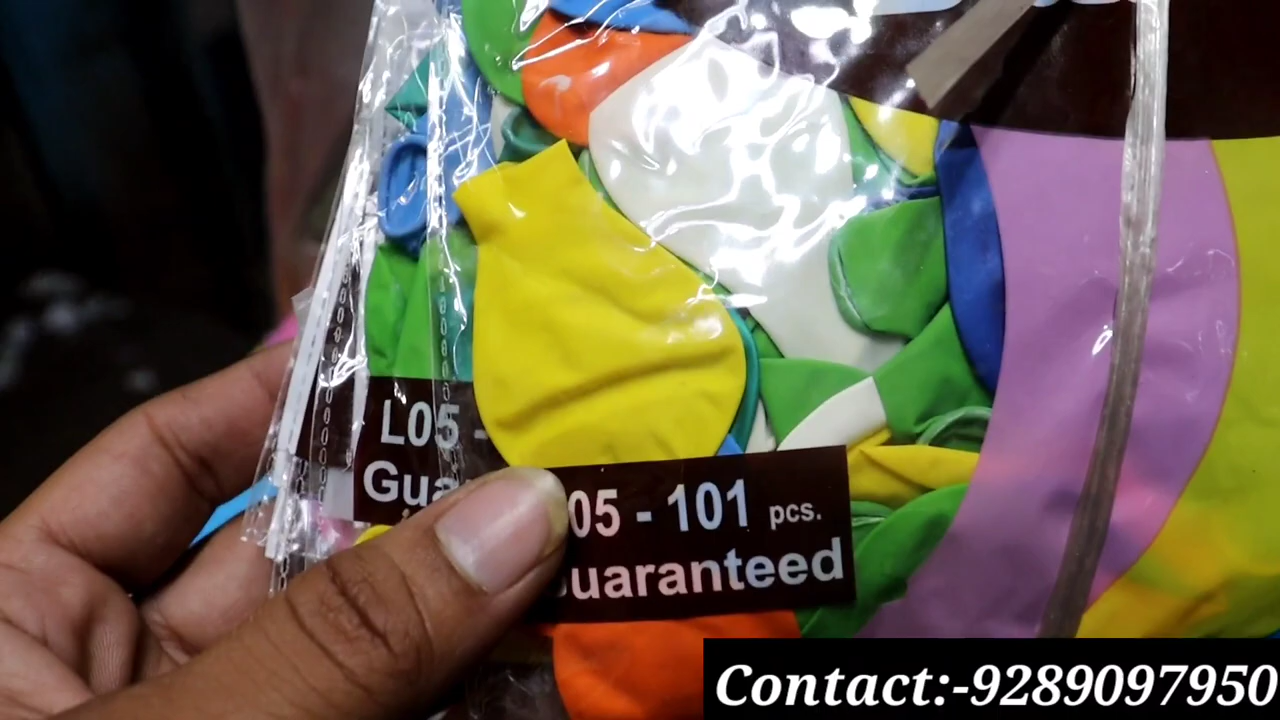 L05 -
Gua
05 - 101 pcs.
uaranteed
Contact:-9289097950